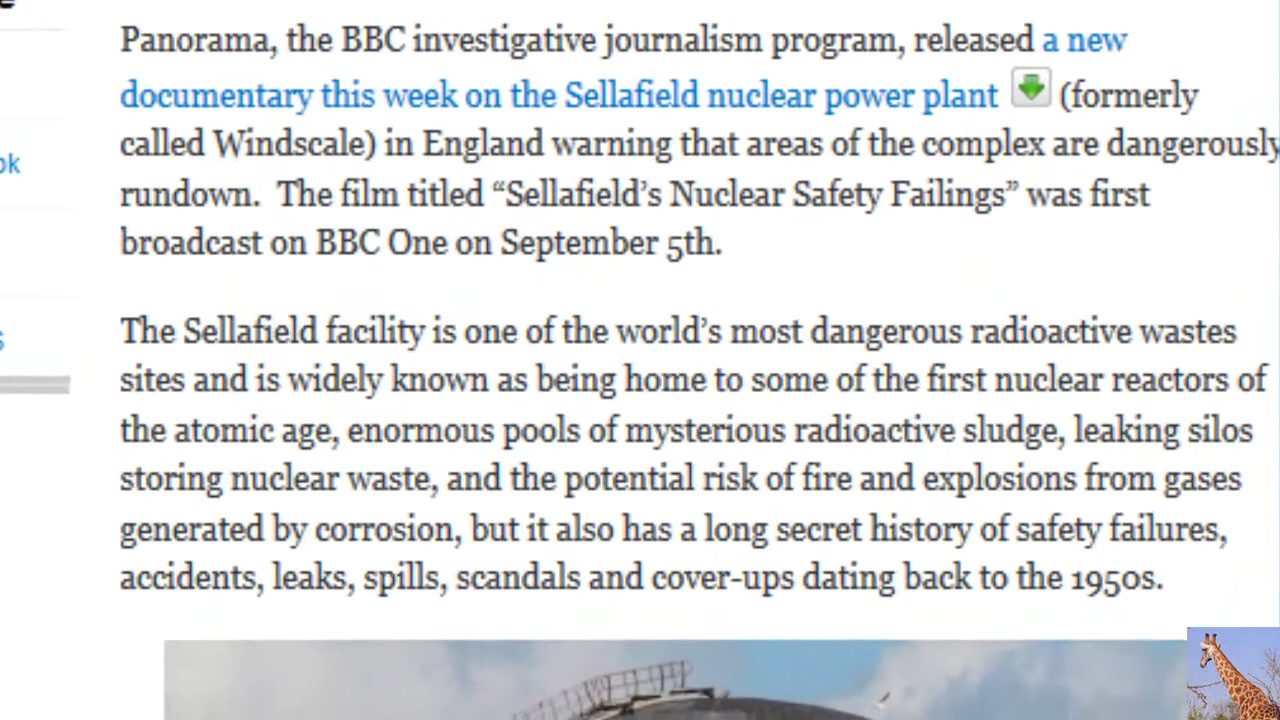 Panorama, the BBC investigative journalism program, released a new
documentary this week on the Sellafield nuclear power plant (formerly
called Windscale) in England warning that areas of the complex are dangerously
ok
rundown.  The film titled “Sellafield’s Nuclear Safety Failings” was first
broadcast on BBC One on September 5th.
The Sellafield facility is one of the world’s most dangerous radioactive wastes
sites and is widely known as being home to some of the first nuclear reactors of
the atomic age, enormous pools of mysterious radioactive sludge, leaking silos
storing nuclear waste, and the potential risk of fire and explosions from gases
generated by corrosion, but it also has a long secret history of safety failures,
accidents, leaks, spills, scandals and cover-ups dating back to the 1950s.